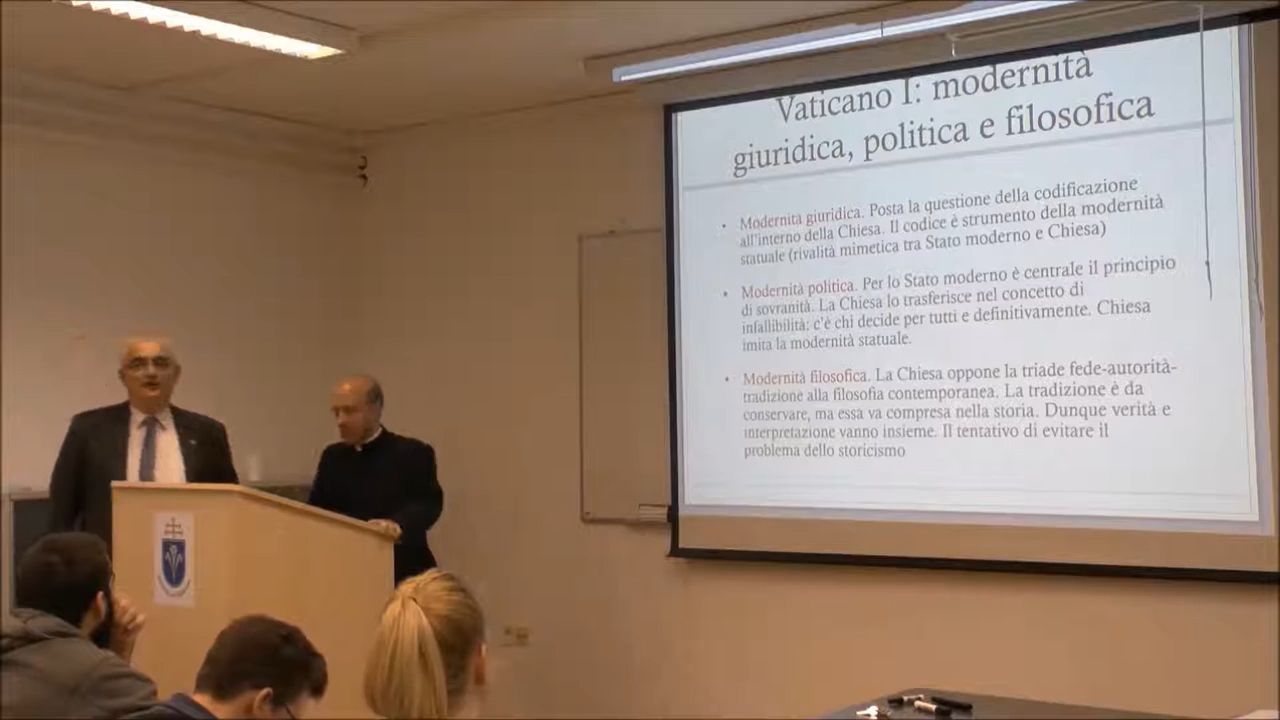 Vaticano I: modernità
giuridica, politica e filosofica
• Modernità giuridica. Posta la questione della codificazione
all'interno della Chiesa. Il codice è strumento della modernità
statuale (rivalità mimetica tra Stato moderno e Chiesa)
• Modernità politica. Per lo Stato moderno è centrale il principio
di sovranità. La Chiesa lo trasferisce nel concetto di
infallibilità: c'è chi decide per tutti e definitivamente. Chiesa
imita la modernità statuale.
• Modernità filosofica. La Chiesa oppone la triade fede-autorità-
tradizione alla filosofia contemporanea. La tradizione è da
conservare, ma essa va compresa nella storia. Dunque verità e
interpretazione vanno insieme. Il tentativo di evitare il
problema dello storicismo